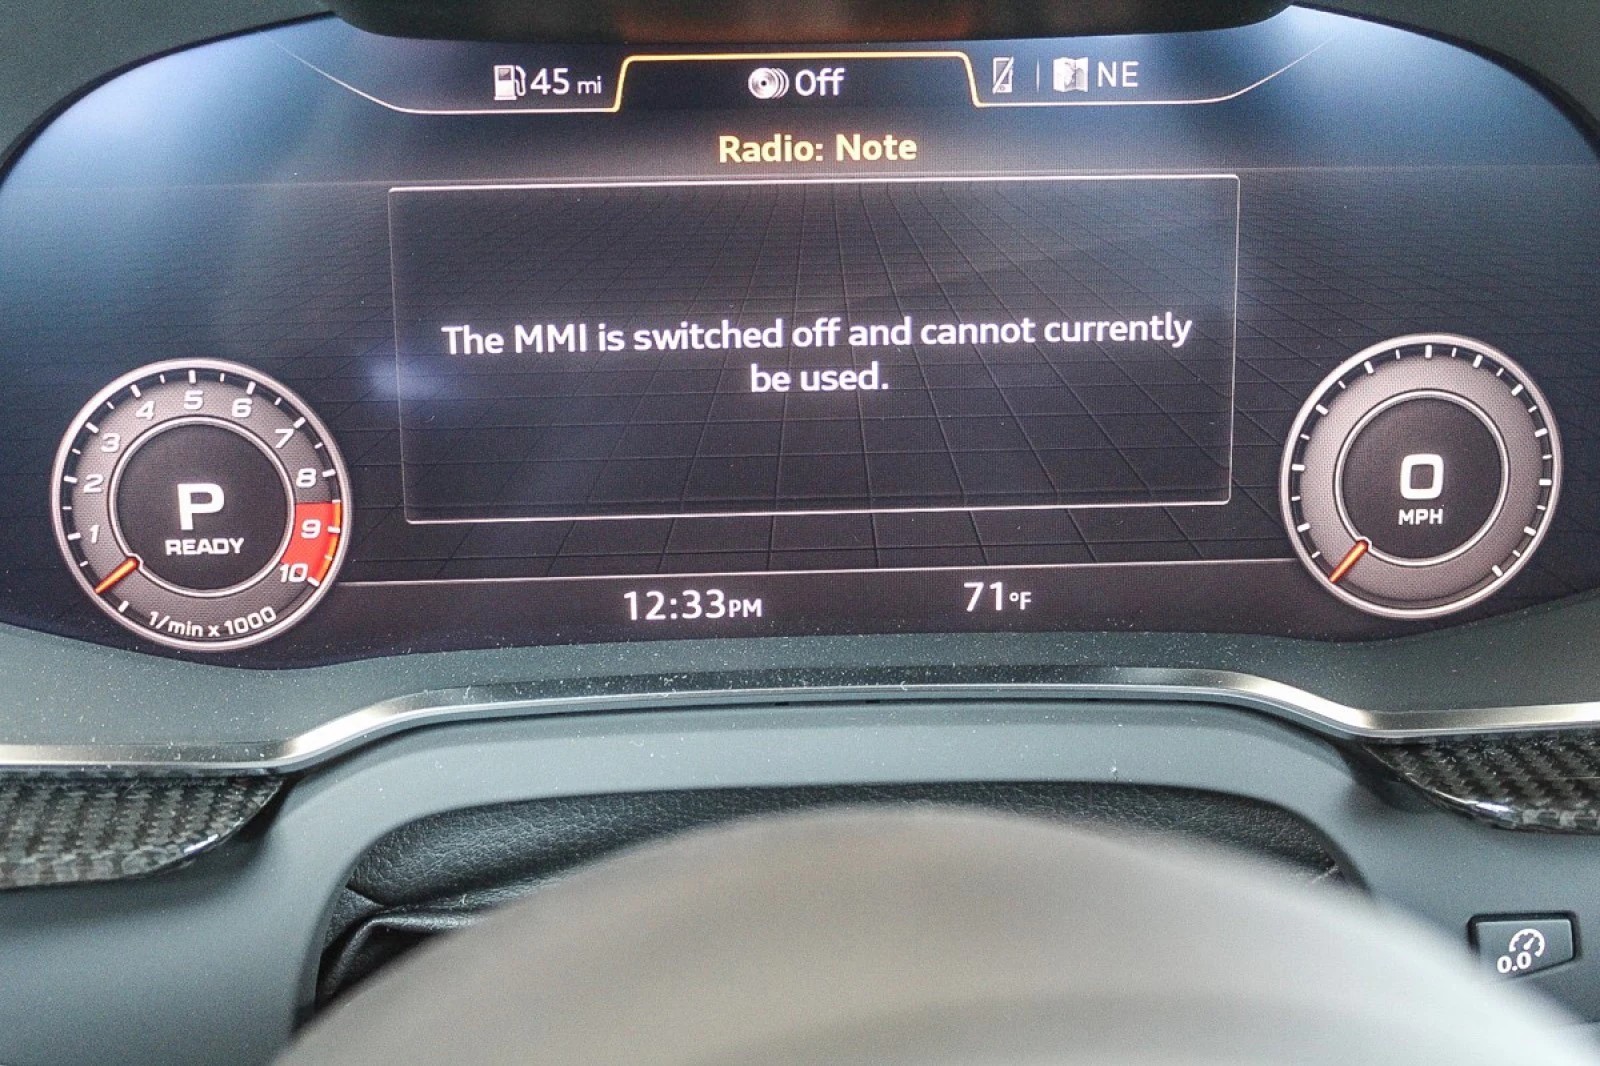 45 mi
Off
NE
Radio: Note
The MMI is switched off and cannot currently
be used.
1 2 3 4 5 6 7 8 9 10
P
READY
1/min x 1000
0
MPH
12:33PM
71°F
0.0